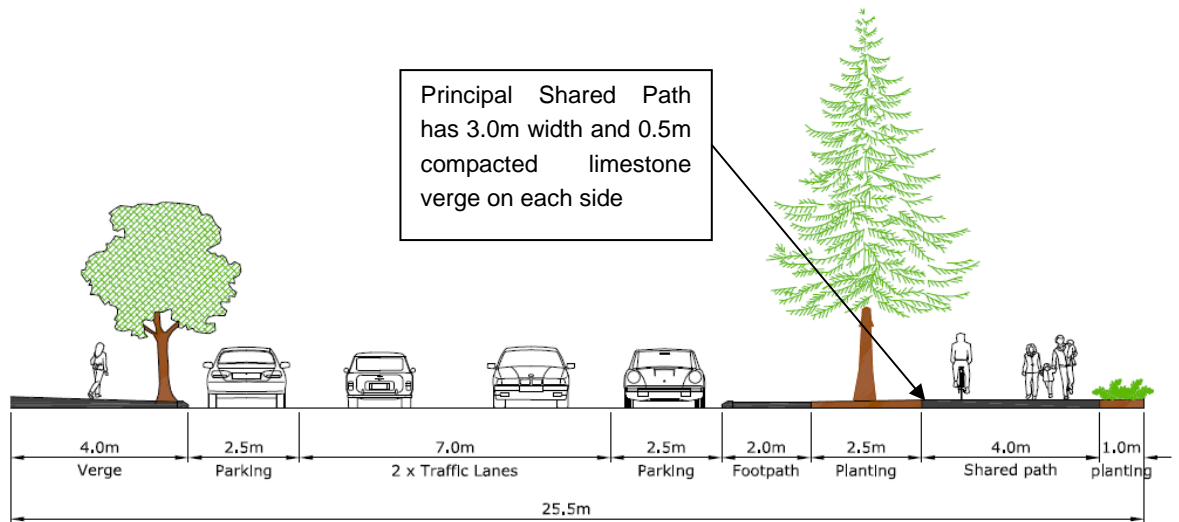 Principal Shared Path
has 3.0m width and 0.5m
compacted limestone
verge on each side
4.0m 2.5m 7.0m 2.5m 2.0m 2.5m 4.0m 1.0m
Verge Parking 2 x Traffic Lanes Parking Footpath Planting Shared path planting
25.5m